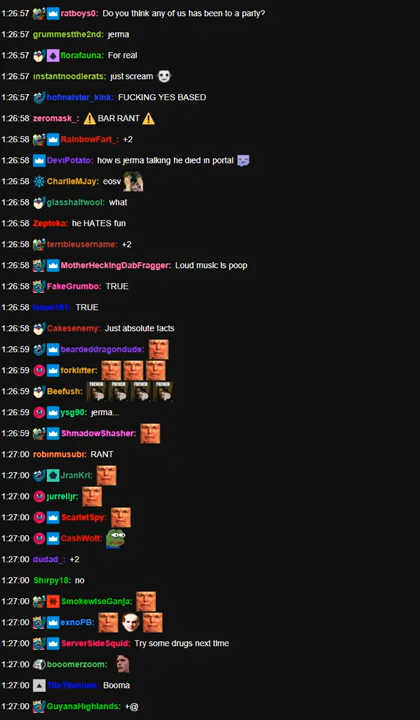 1:26:57 ratboys0: Do you think any of us has been to a party?
1:26:57 grummestthe2nd: jerma
1:26:57 florafauna: For real
1:26:57 instantnoodlerats: just scream
1:26:57 hofmeister_kink: FUCKING YES BASED
1:26:58 zeromask_: BAR RANT
1:26:58 RainbowFart_: +2
1:26:58 DeviPotato: how is jerma talking he died in portal
1:26:58 CharlieMJay: eosv
1:26:58 glasshalfwool: what
1:26:58 Zeptoka: he HATES fun
1:26:58 terribleusername: +2
1:26:58 MotherHeckingDabFragger: Loud music is poop
1:26:58 FakeGrumbo: TRUE
1:26:58 TRUE
1:26:58 Cakesenemy: Just absolute facts
1:26:59 beardeddragondude:
1:26:59 forklifter:
1:26:59 Beefush: FRENCH FRENCH FRENCH FRENCH
1:26:59 ysg90: jerma...
1:26:59 ShmadowShasher:
1:27:00 robinmusubi: RANT
1:27:00 JranKrl:
1:27:00 jurrelljr:
1:27:00 ScarletSpy:
1:27:00 CashWolf:
1:27:00 dudad_: +2
1:27:00 Shirpy18: no
1:27:00 SmokewiseGanja:
1:27:00 exnoPB:
1:27:00 ServerSideSquid: Try some drugs next time
1:27:00 booomerzoom:
1:27:00 Booma
1:27:00 GuyanaHighlands: +@